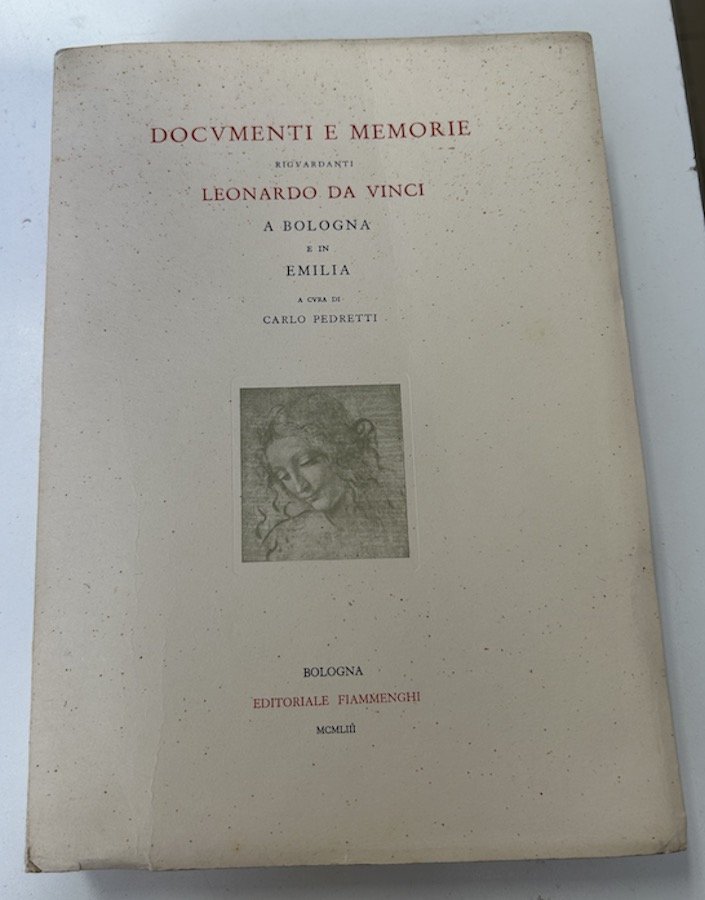 DOCVMENTI E MEMORIE
RIGVARDANTI
LEONARDO DA VINCI
A BOLOGNA
E IN
EMILIA
A CVRA DI
CARLO PEDRETTI
BOLOGNA
EDITORIALE FIAMMENGHI
MCMLIII